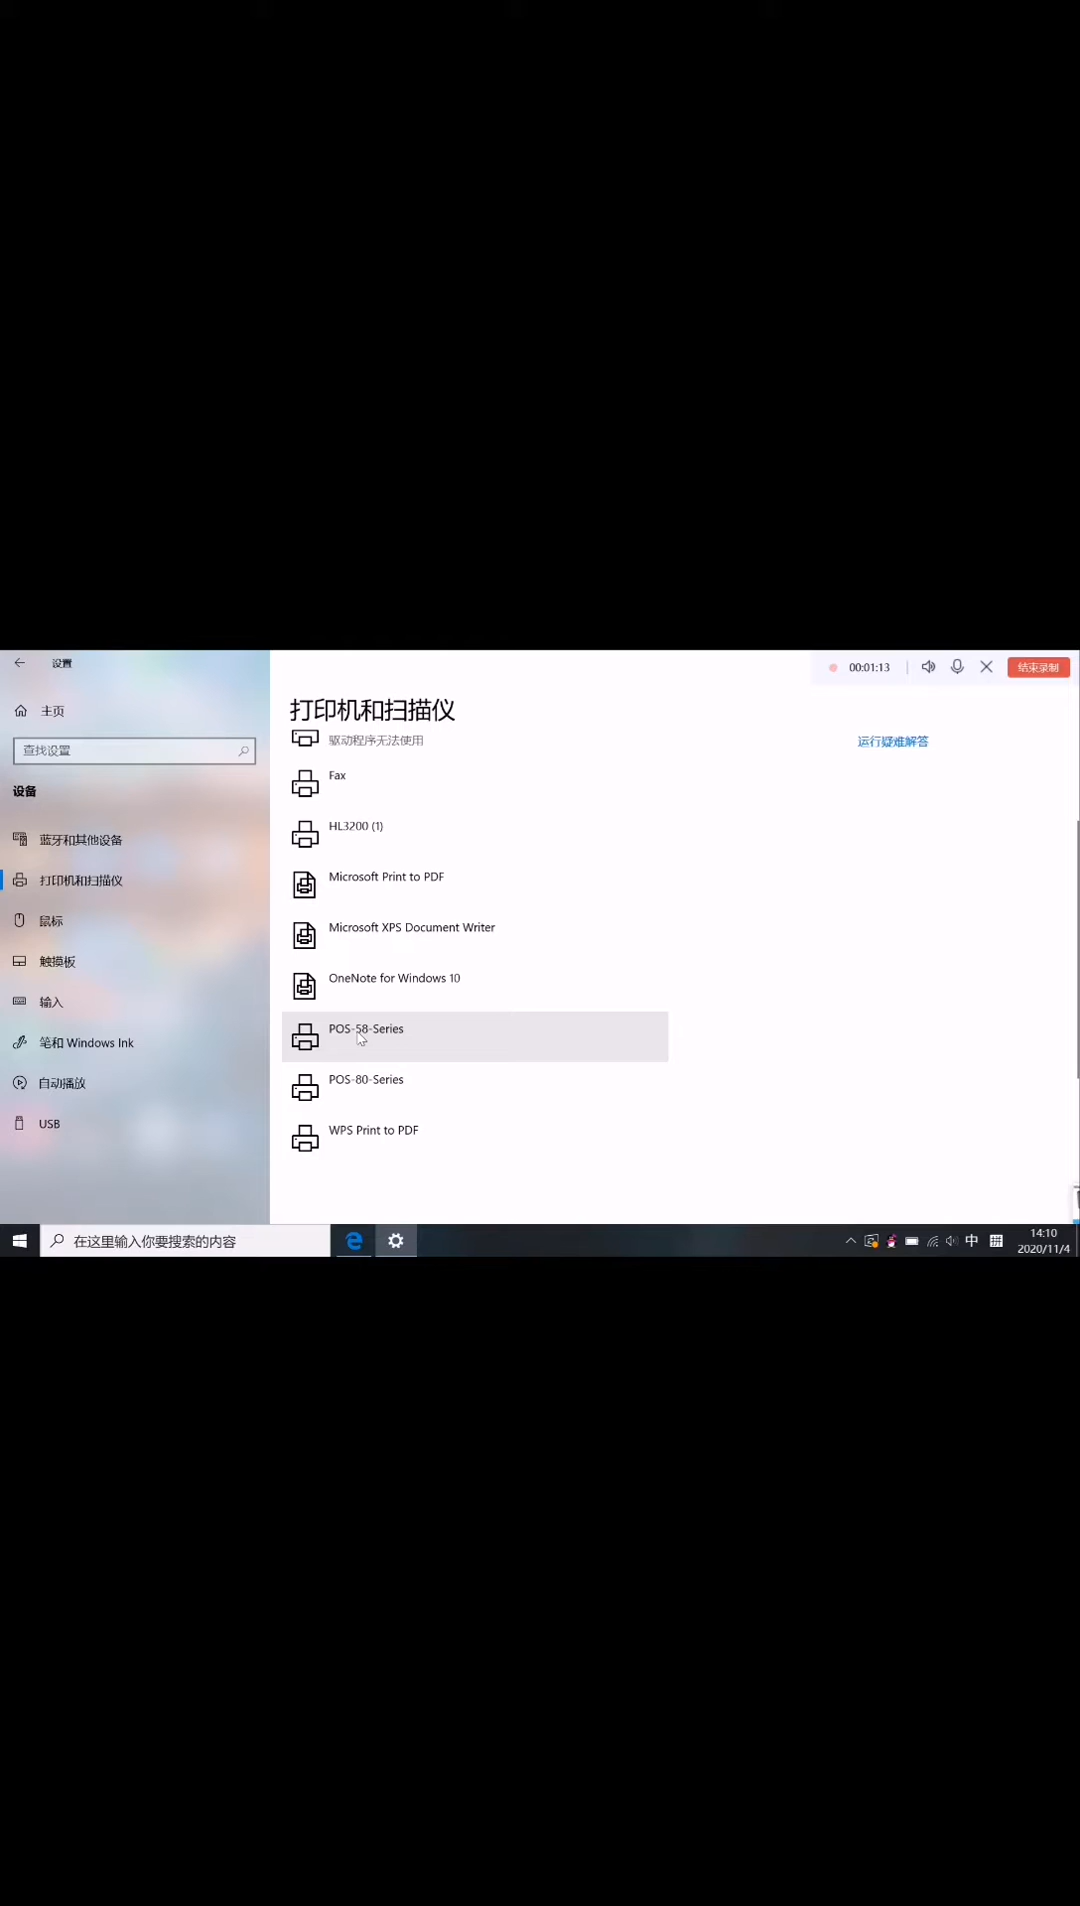 设置
00:01:13
结束录制
主页
打印机和扫描仪
查找设置
驱动程序无法使用
运行疑难解答
设备
Fax
HL3200 (1)
蓝牙和其他设备
Microsoft Print to PDF
打印机和扫描仪
鼠标
Microsoft XPS Document Writer
触摸板
OneNote for Windows 10
输入
POS-58-Series
笔和 Windows Ink
POS-80-Series
自动播放
USB
WPS Print to PDF
在这里输入你要搜索的内容
中
拼
14:10
2020/11/4